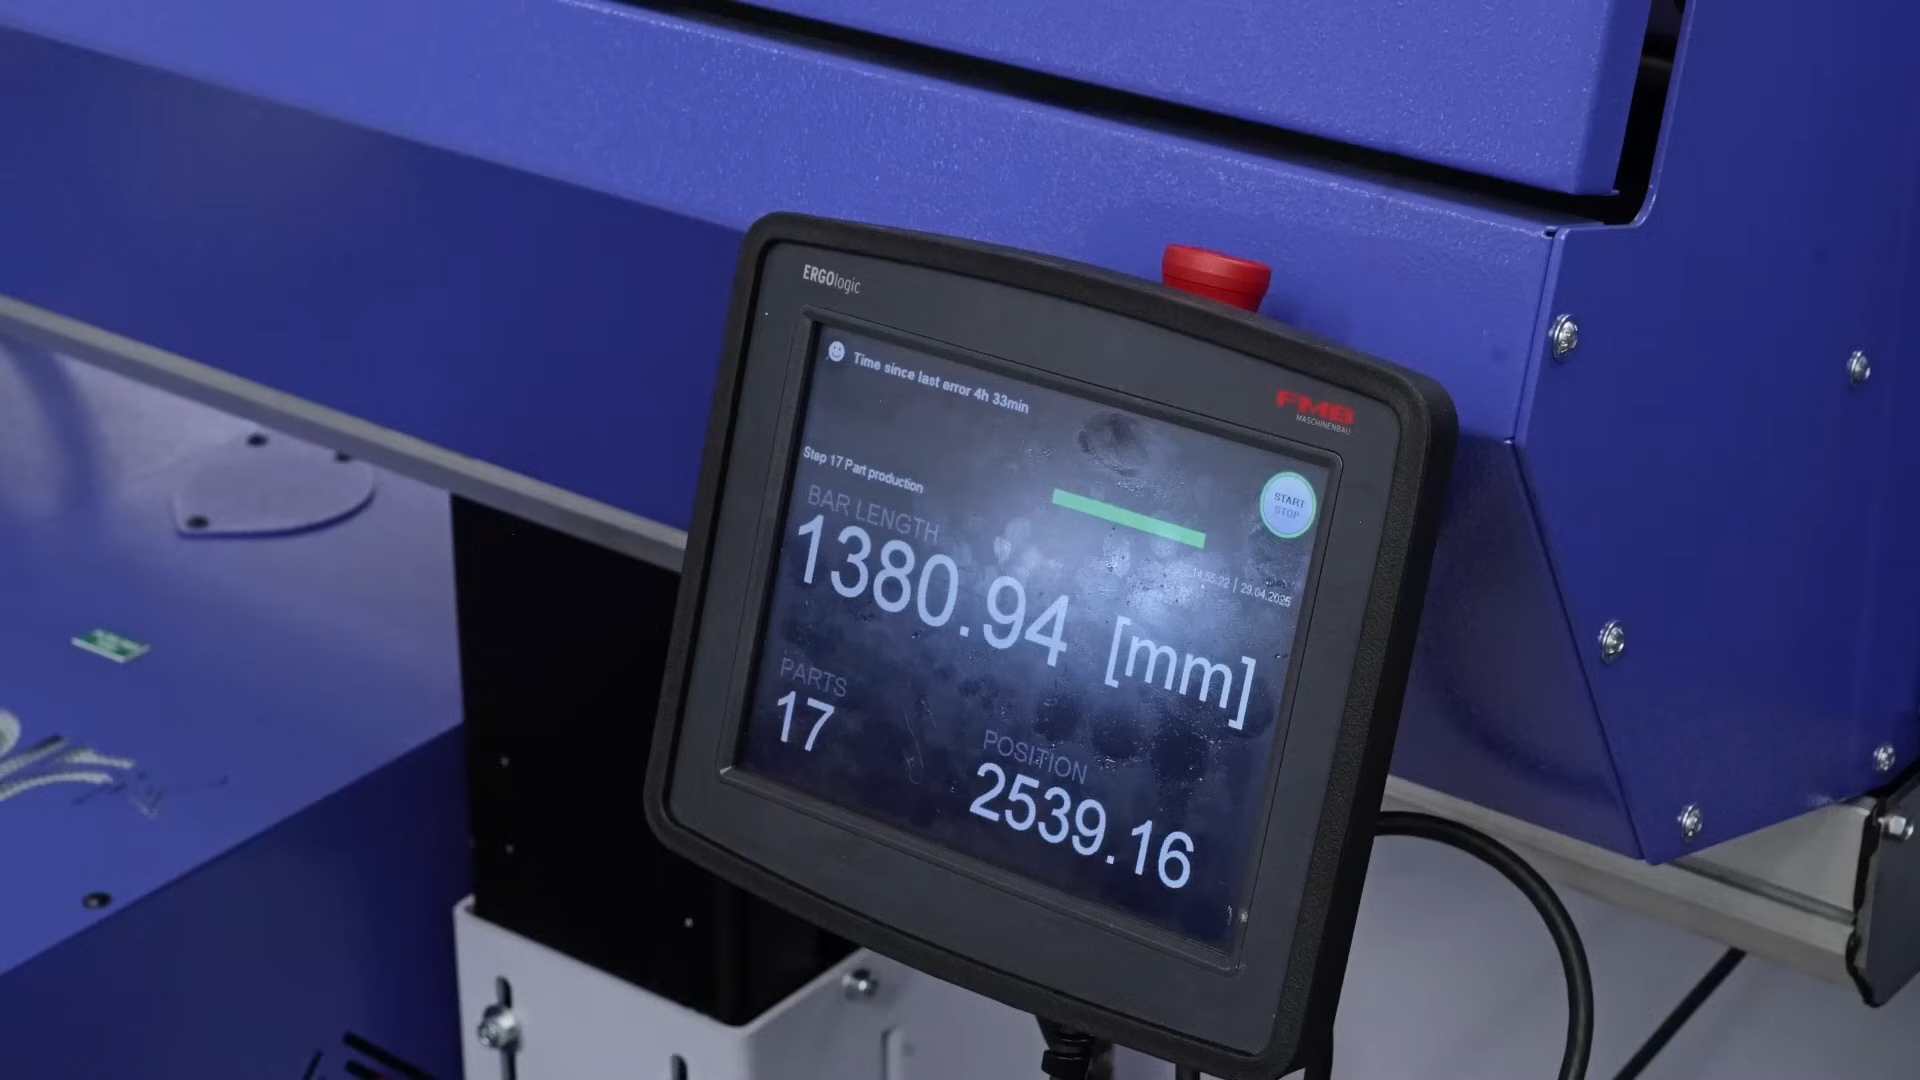 ERGOlogic
Time since last error 4h 33min
FMB
MASCHINENBAU
Step 17 Part production
START
STOP
BAR LENGTH
1380.94 [mm]
14:55:22 | 29.04.2025
PARTS
17
POSITION
2539.16